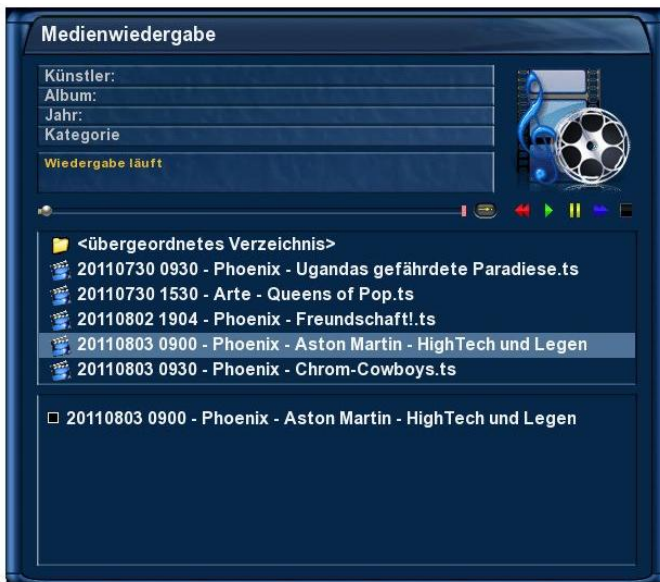 Medienwiedergabe
Künstler:
Album:
Jahr:
Kategorie
Wiedergabe läuft
<übergeordnetes Verzeichnis>
20110730 0930 - Phoenix - Ugandas gefährdete Paradiese.ts
20110730 1530 - Arte - Queens of Pop.ts
20110802 1904 - Phoenix - Freundschaft!.ts
20110803 0900 - Phoenix - Aston Martin - HighTech und Legen
20110803 0930 - Phoenix - Chrom-Cowboys.ts
20110803 0900 - Phoenix - Aston Martin - HighTech und Legen